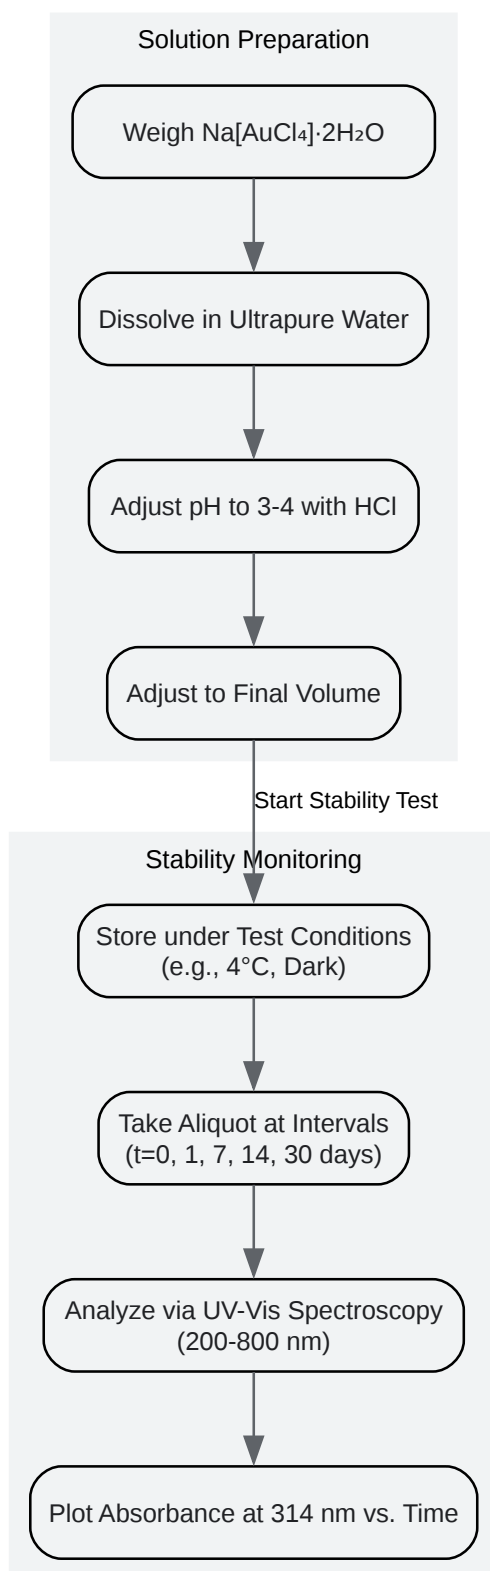 Solution Preparation
Weigh Na[AuCl₄]·2H₂O
Dissolve in Ultrapure Water
Adjust pH to 3-4 with HCl
Adjust to Final Volume
Start Stability Test
Stability Monitoring
Store under Test Conditions
(e.g., 4°C, Dark)
Take Aliquot at Intervals
(t=0, 1, 7, 14, 30 days)
Analyze via UV-Vis Spectroscopy
(200-800 nm)
Plot Absorbance at 314 nm vs. Time